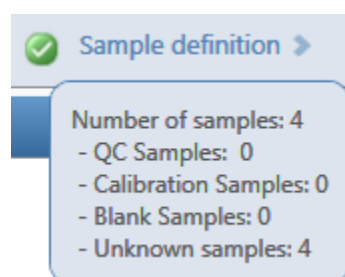 Sample definition
Number of samples: 4
- QC Samples: 0
- Calibration Samples: 0
- Blank Samples: 0
- Unknown samples: 4